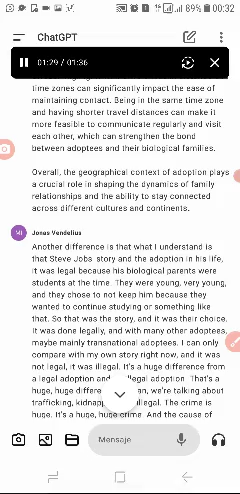 89% 00:32
ChatGPT
01:29 / 01:36
time zones can significantly impact the ease of
maintaining contact. Being in the same time zone
and having shorter travel distances can make it
more feasible to communicate regularly and visit
each other, which can strengthen the bond
between adoptees and their biological families.
Overall, the geographical context of adoption plays
a crucial role in shaping the dynamics of family
relationships and the ability to stay connected
across different cultures and continents.
Jonas Vendelius
Another difference is that what I understand is
that Steve Jobs' story and the adoption in his life,
it was legal because his biological parents were
students at the time. They were young, very young,
and they chose to not keep him because they
wanted to continue studying or something like
that. So that was the story, and it was their choice.
It was done legally, and with many other adoptees,
maybe mainly transnational adoptees. I can only
compare with my own story right now, and it was
not legal, it was illegal. It's a huge difference from
a legal adoption and illegal adoption. That's a
huge, huge we're talking about
trafficking, illegal. The crime is
huge. It's a huge, huge crime. And the cause of
Mensaje